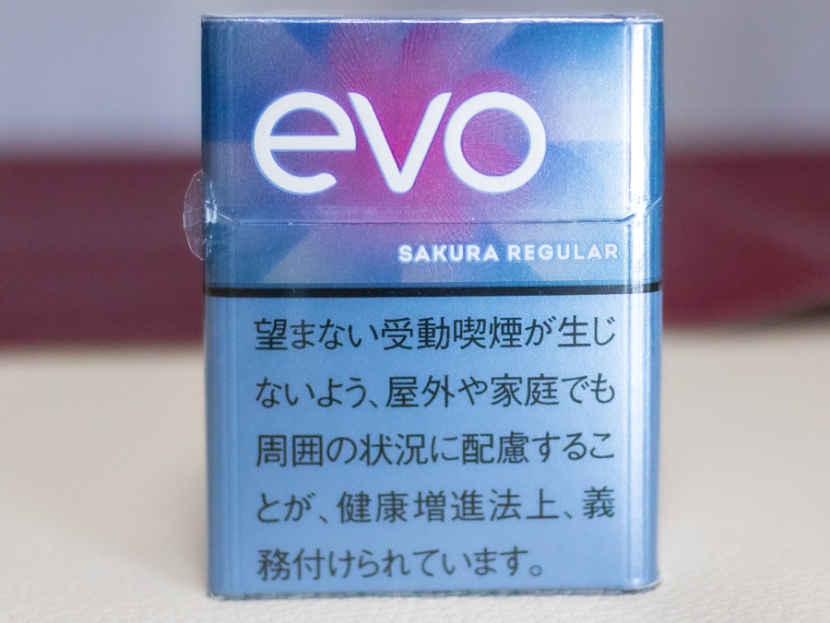 evo
SAKURA REGULAR
望まない受動喫煙が生じ
ないよう、屋外や家庭でも
周囲の状況に配慮するこ
とが、健康増進法上、義
務付けられています。